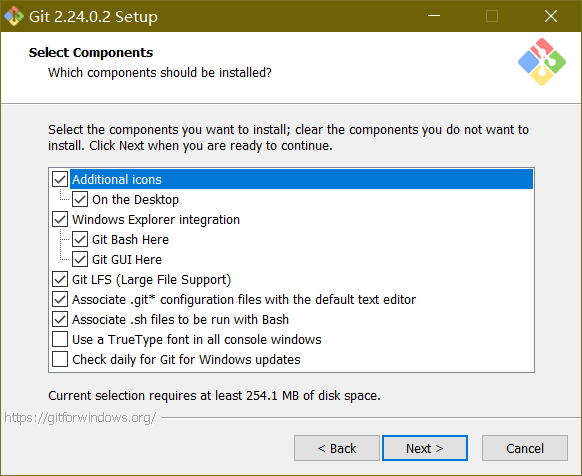 Git 2.24.0.2 Setup
Select Components
Which components should be installed?
Select the components you want to install; clear the components you do not want to
install. Click Next when you are ready to continue.
Additional icons
On the Desktop
Windows Explorer integration
Git Bash Here
Git GUI Here
Git LFS (Large File Support)
Associate .git* configuration files with the default text editor
Associate .sh files to be run with Bash
Use a TrueType font in all console windows
Check daily for Git for Windows updates
Current selection requires at least 254.1 MB of disk space.
https://gitforwindows.org/
< Back
Next >
Cancel